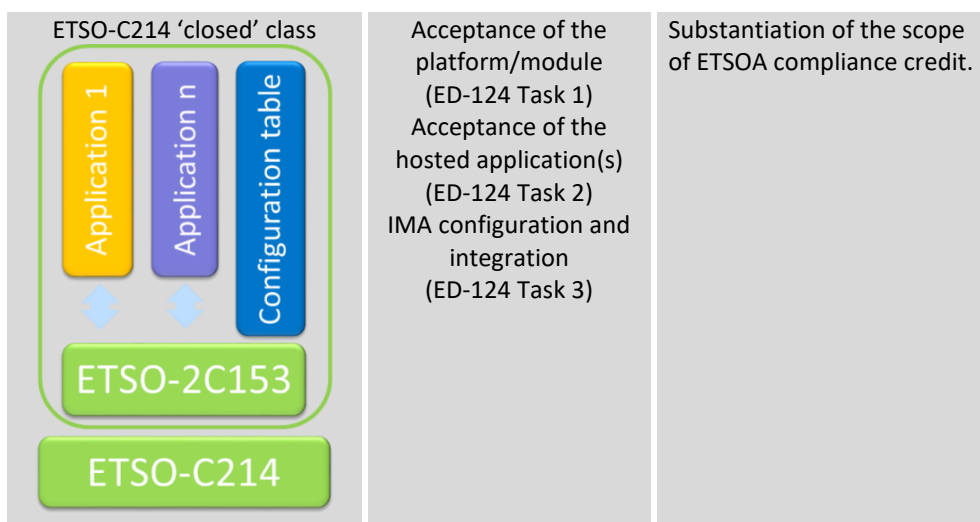 ETSO-C214 ‘closed’ class
Application 1
Application n
Configuration table
ETSO-2C153
ETSO-C214
Acceptance of the
platform/module
(ED-124 Task 1)
Acceptance of the
hosted application(s)
(ED-124 Task 2)
IMA configuration and
integration
(ED-124 Task 3)
Substantiation of the scope
of ETSOA compliance credit.